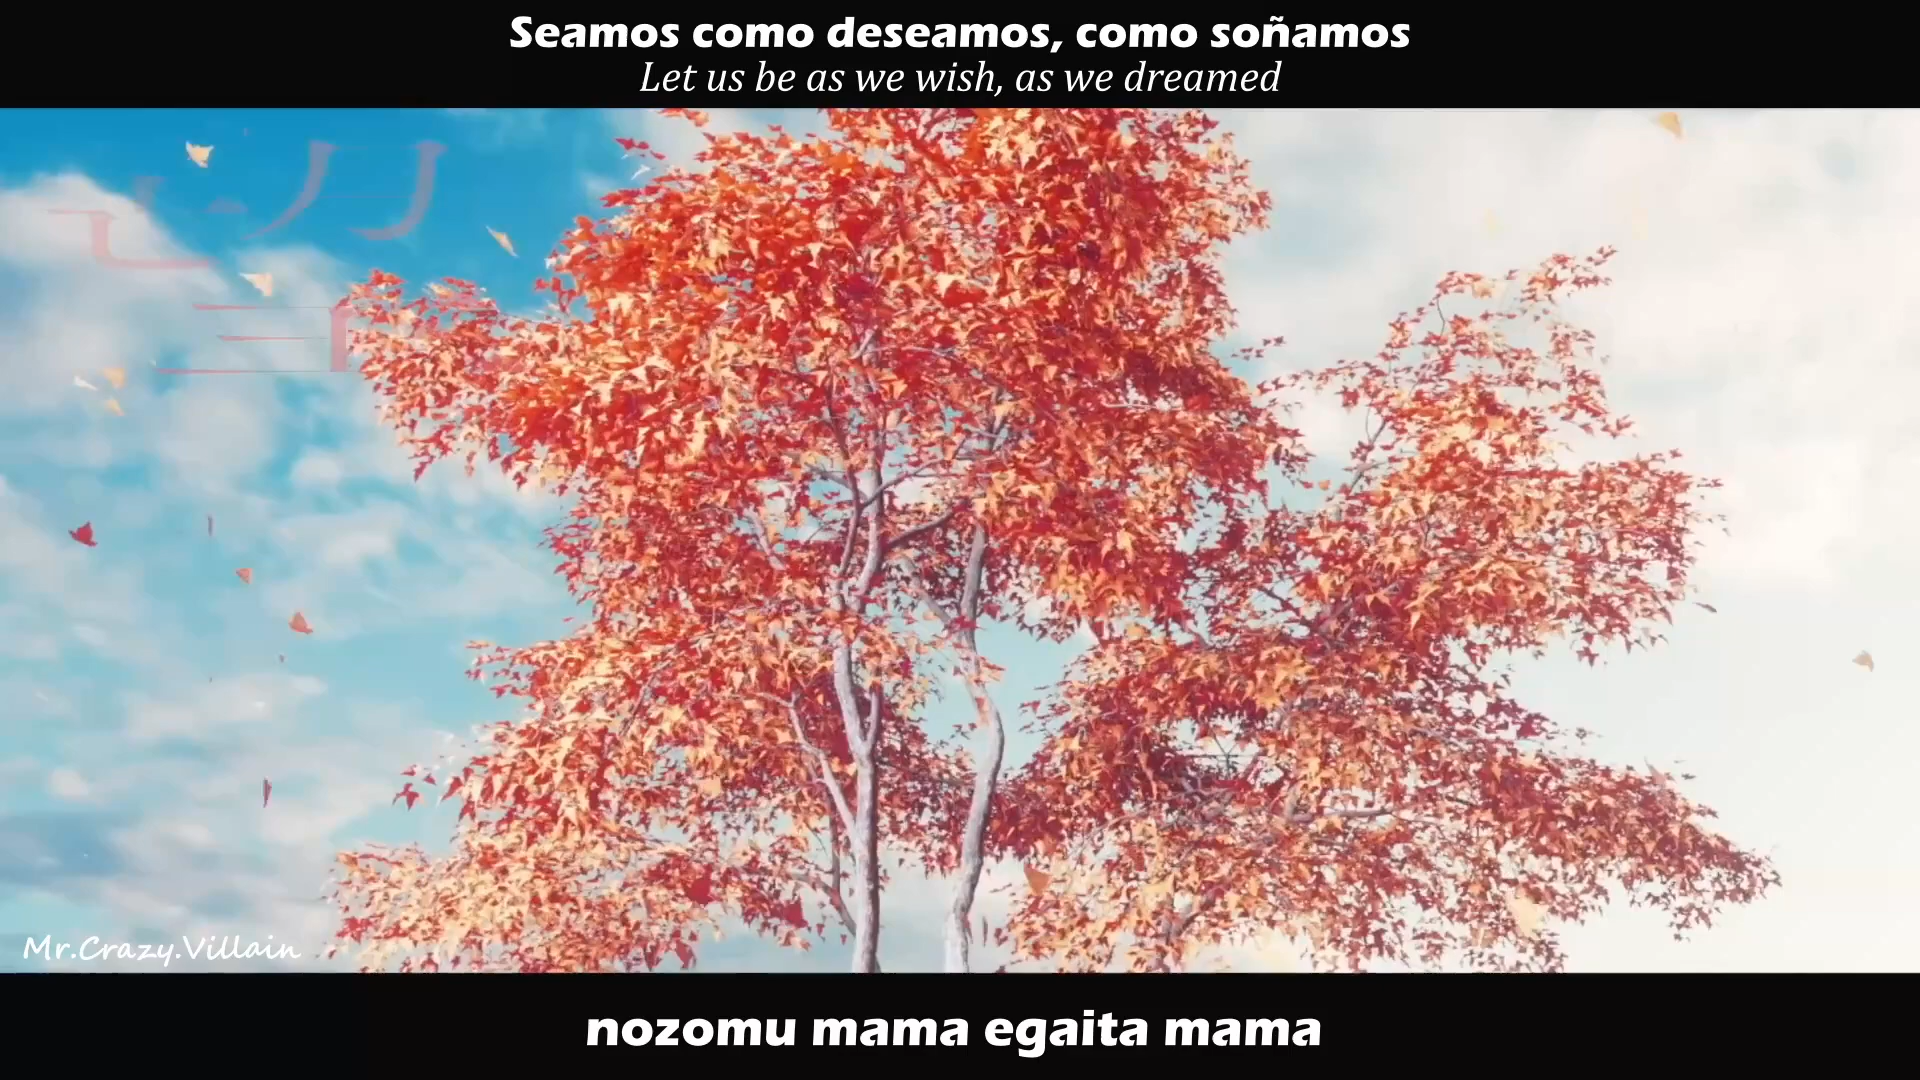 Seamos como deseamos, como soñamos
Let us be as we wish, as we dreamed
Mr.Crazy.Villain
nozomu mama egaita mama